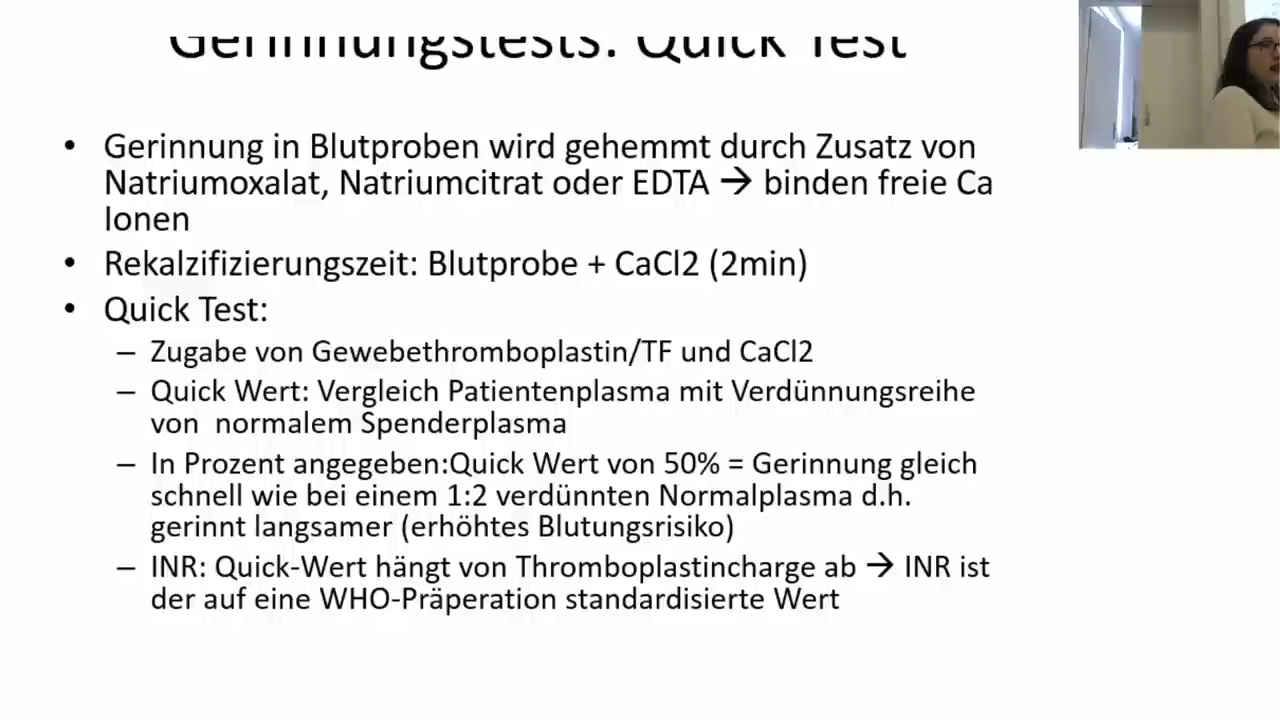 Gerinnungstests: Quick Test
• Gerinnung in Blutproben wird gehemmt durch Zusatz von
Natriumoxalat, Natriumcitrat oder EDTA → binden freie Ca
Ionen
• Rekalzifizierungszeit: Blutprobe + CaCl2 (2min)
• Quick Test:
– Zugabe von Gewebethromboplastin/TF und CaCl2
– Quick Wert: Vergleich Patientenplasma mit Verdünnungsreihe
von normalem Spenderplasma
– In Prozent angegeben:Quick Wert von 50% = Gerinnung gleich
schnell wie bei einem 1:2 verdünnten Normalplasma d.h.
gerinnt langsamer (erhöhtes Blutungsrisiko)
– INR: Quick-Wert hängt von Thromboplastincharge ab → INR ist
der auf eine WHO-Präperation standardisierte Wert